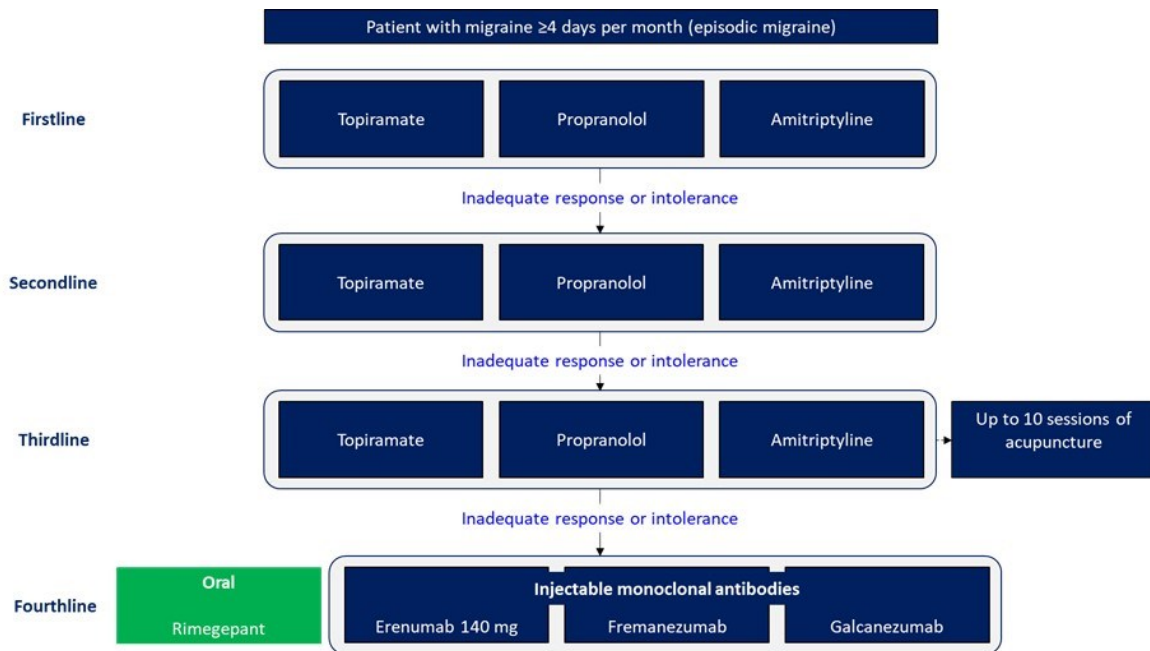 Patient with migraine ≥4 days per month (episodic migraine)
Firstline
Topiramate
Propranolol
Amitriptyline
Inadequate response or intolerance
Secondline
Topiramate
Propranolol
Amitriptyline
Inadequate response or intolerance
Thirdline
Topiramate
Propranolol
Amitriptyline
Up to 10 sessions of
acupuncture
Inadequate response or intolerance
Fourthline
Oral
Rimegepant
Injectable monoclonal antibodies
Erenumab 140 mg
Fremanezumab
Galcanezumab